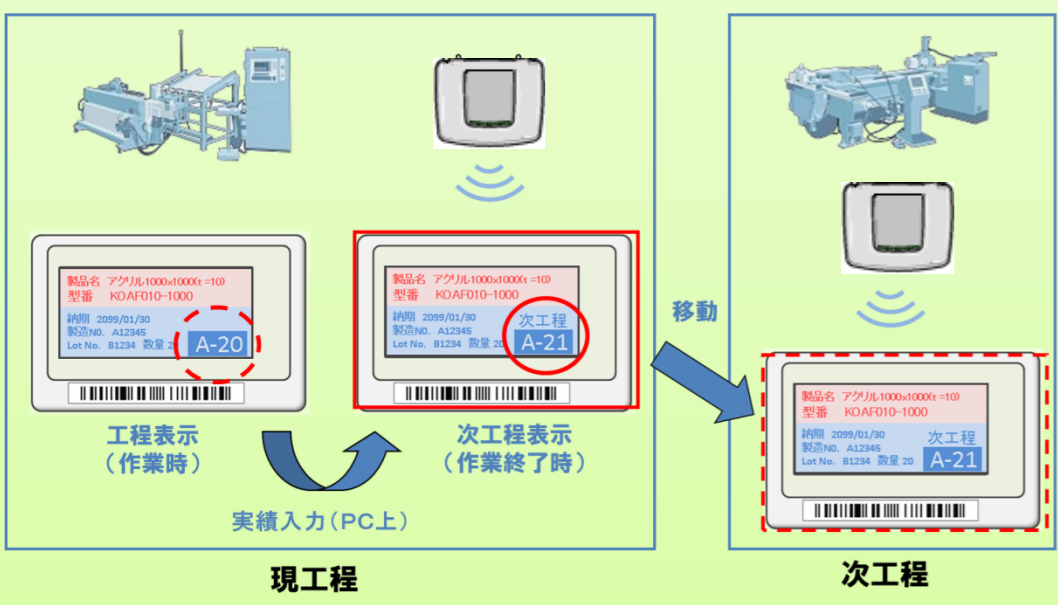 製品名 アクリル1000x1000(t =10)
型番 KOAF010-1000
納期 2099/01/30
製造NO. A12345
Lot No. B1234 数量 2
A-20
工程表示
(作業時)
実績入力(PC上)
製品名 アクリル1000x1000(t =10)
型番 KOAF010-1000
納期 2099/01/30
製造NO. A12345
Lot No. B1234 数量 20
次工程
A-21
次工程表示
(作業終了時)
現工程
移動
製品名 アクリル1000x1000(t =10)
型番 KOAF010-1000
納期 2099/01/30
製造NO. A12345
Lot No. B1234 数量 20
次工程
A-21
次工程